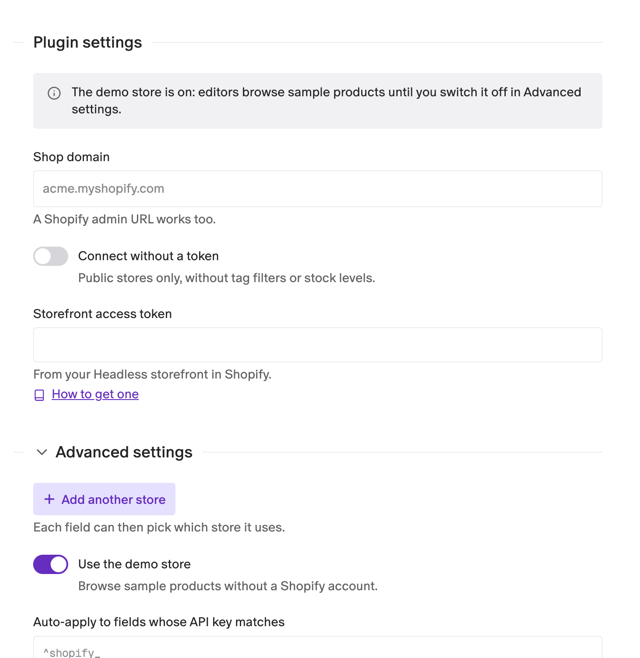 Plugin settings
The demo store is on: editors browse sample products until you switch it off in Advanced
settings.
Shop domain
acme.myshopify.com
A Shopify admin URL works too.
Connect without a token
Public stores only, without tag filters or stock levels.
Storefront access token
From your Headless storefront in Shopify.
How to get one
Advanced settings
+ Add another store
Each field can then pick which store it uses.
Use the demo store
Browse sample products without a Shopify account.
Auto-apply to fields whose API key matches
^shopify_